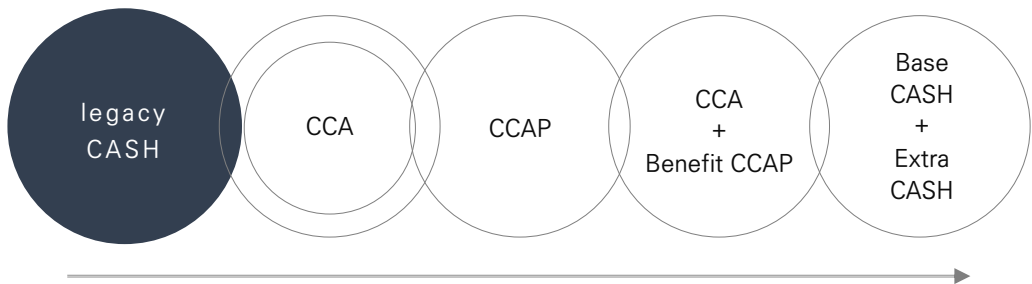 legacy
CASH
CCA
CCAP
CCA
+
Benefit CCAP
Base
CASH
+
Extra
CASH